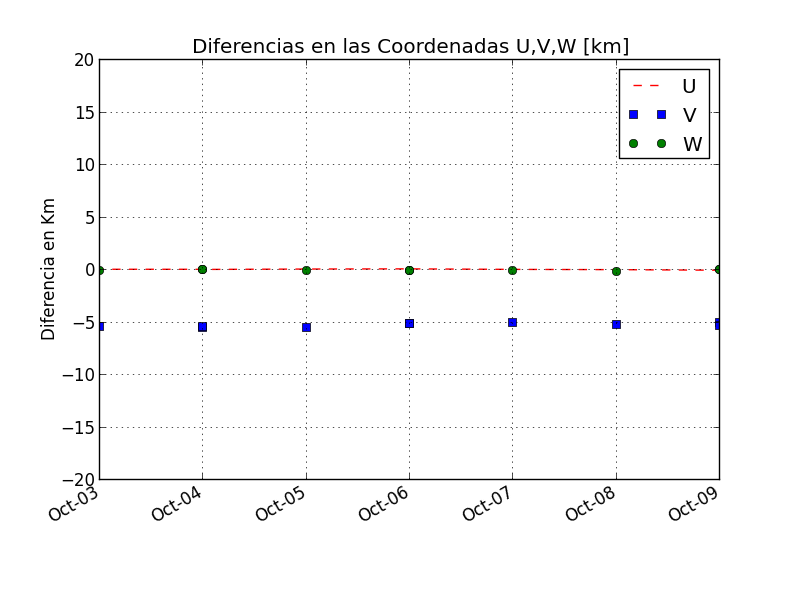 Diferencias en las Coordenadas U,V,W [km]
U
V
W
Diferencia en Km
20
15
10
5
0
−5
−10
−15
−20
Oct-03 Oct-04 Oct-05 Oct-06 Oct-07 Oct-08 Oct-09